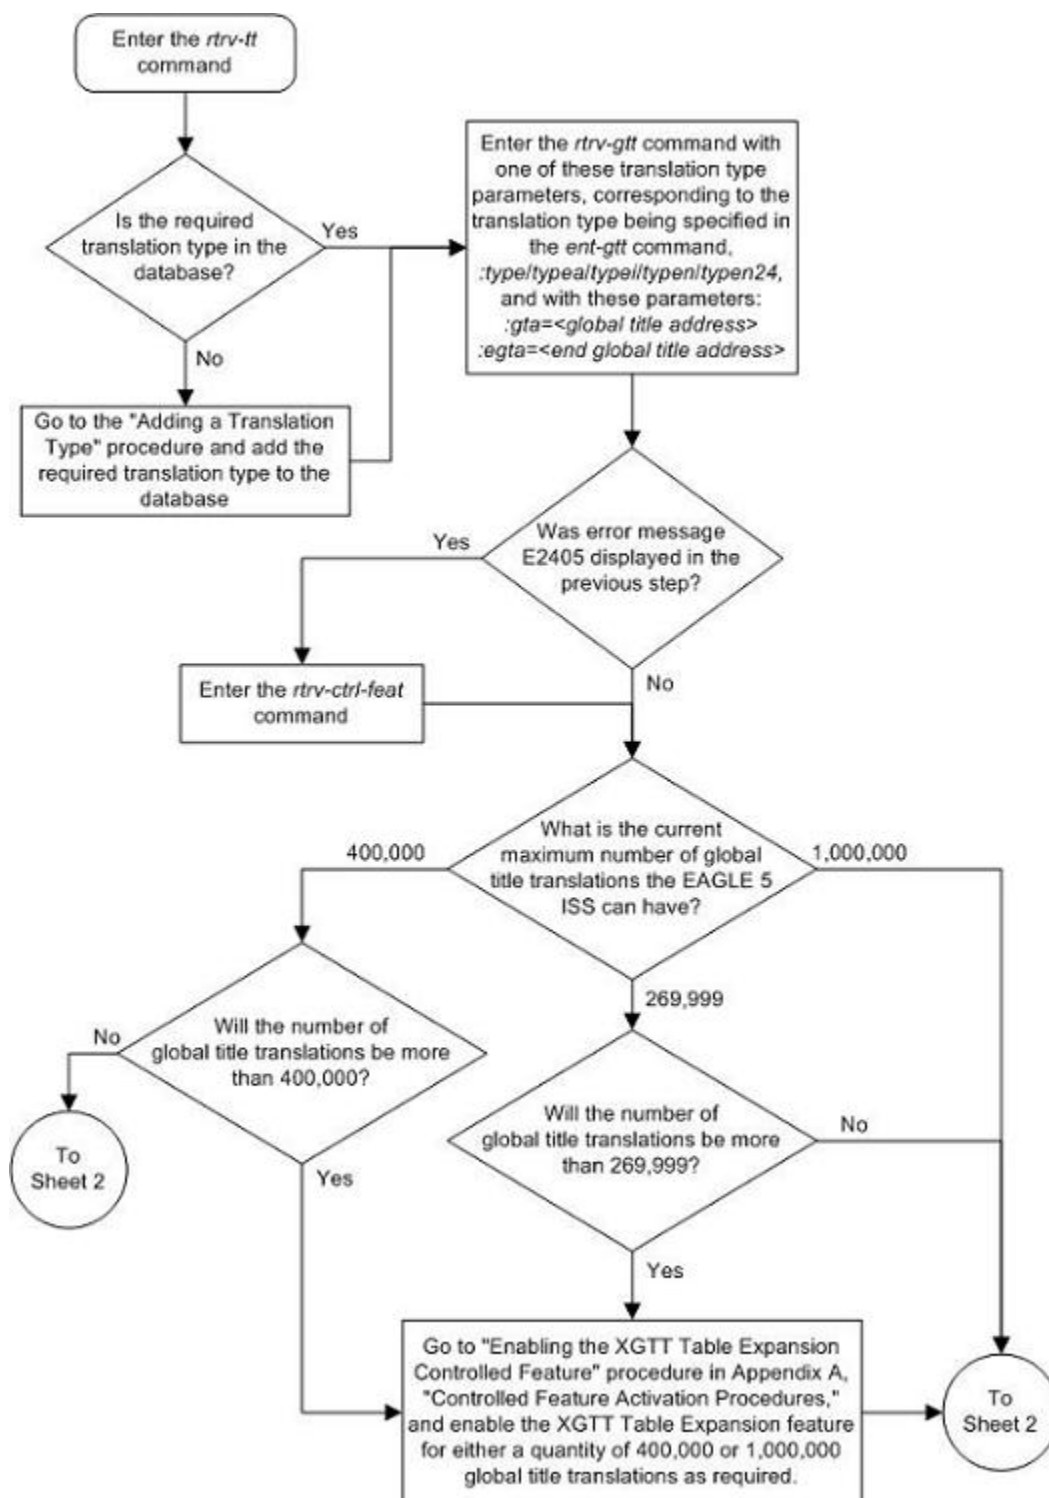 Enter the rtrv-tt
command
Is the required
translation type in the
database?
Yes
No
Go to the "Adding a Translation
Type" procedure and add the
required translation type to the
database
Enter the rtrv-gtt command with
one of these translation type
parameters, corresponding to the
translation type being specified in
the ent-gtt command,
:type/typea/typei/typen/typen24,
and with these parameters:
:gta=<global title address>
:egta=<end global title address>
Was error message
E2405 displayed in the
previous step?
Yes
No
Enter the rtrv-ctrl-feat
command
What is the current
maximum number of global
title translations the EAGLE 5
ISS can have?
400,000
1,000,000
269,999
Will the number of
global title translations be more
than 400,000?
No
Yes
To
Sheet 2
Will the number of
global title translations be more
than 269,999?
No
Yes
Go to "Enabling the XGTT Table Expansion
Controlled Feature" procedure in Appendix A,
"Controlled Feature Activation Procedures,"
and enable the XGTT Table Expansion feature
for either a quantity of 400,000 or 1,000,000
global title translations as required.
To
Sheet 2